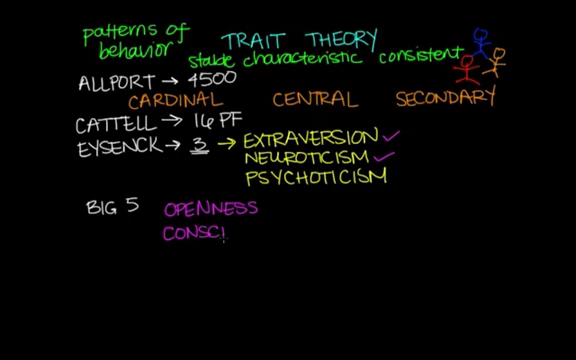 patterns of behavior
TRAIT THEORY
stable characteristic consistent
ALLPORT → 4500
CARDINAL CENTRAL SECONDARY
CATTELL → 16 PF
EYSENCK → 3 → EXTRAVERSION ✓
NEUROTICISM ✓
PSYCHOTICISM
BIG 5 OPENNESS
CONSCI